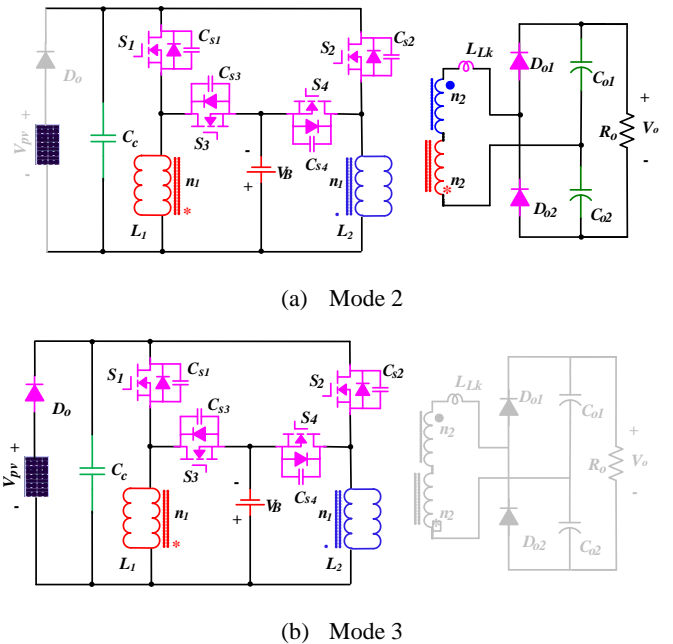 S1
Cs1
S2
Cs2
Do
Cs3
S4
LLk
Do1
Co1
Vpv
+
-
Cc
S3
-
+
VB
Cs4
n1
*
L1
n1
L2
n2
n2
*
Do2
Co2
Ro
+
Vo
-
(a) Mode 2
S1
Cs1
S2
Cs2
Do
Cs3
S4
LLk
Do1
Co1
Vpv
+
-
Cc
S3
-
+
VB
Cs4
n1
*
L1
n1
L2
n2
n2
Do2
Co2
Ro
+
Vo
-
(b) Mode 3